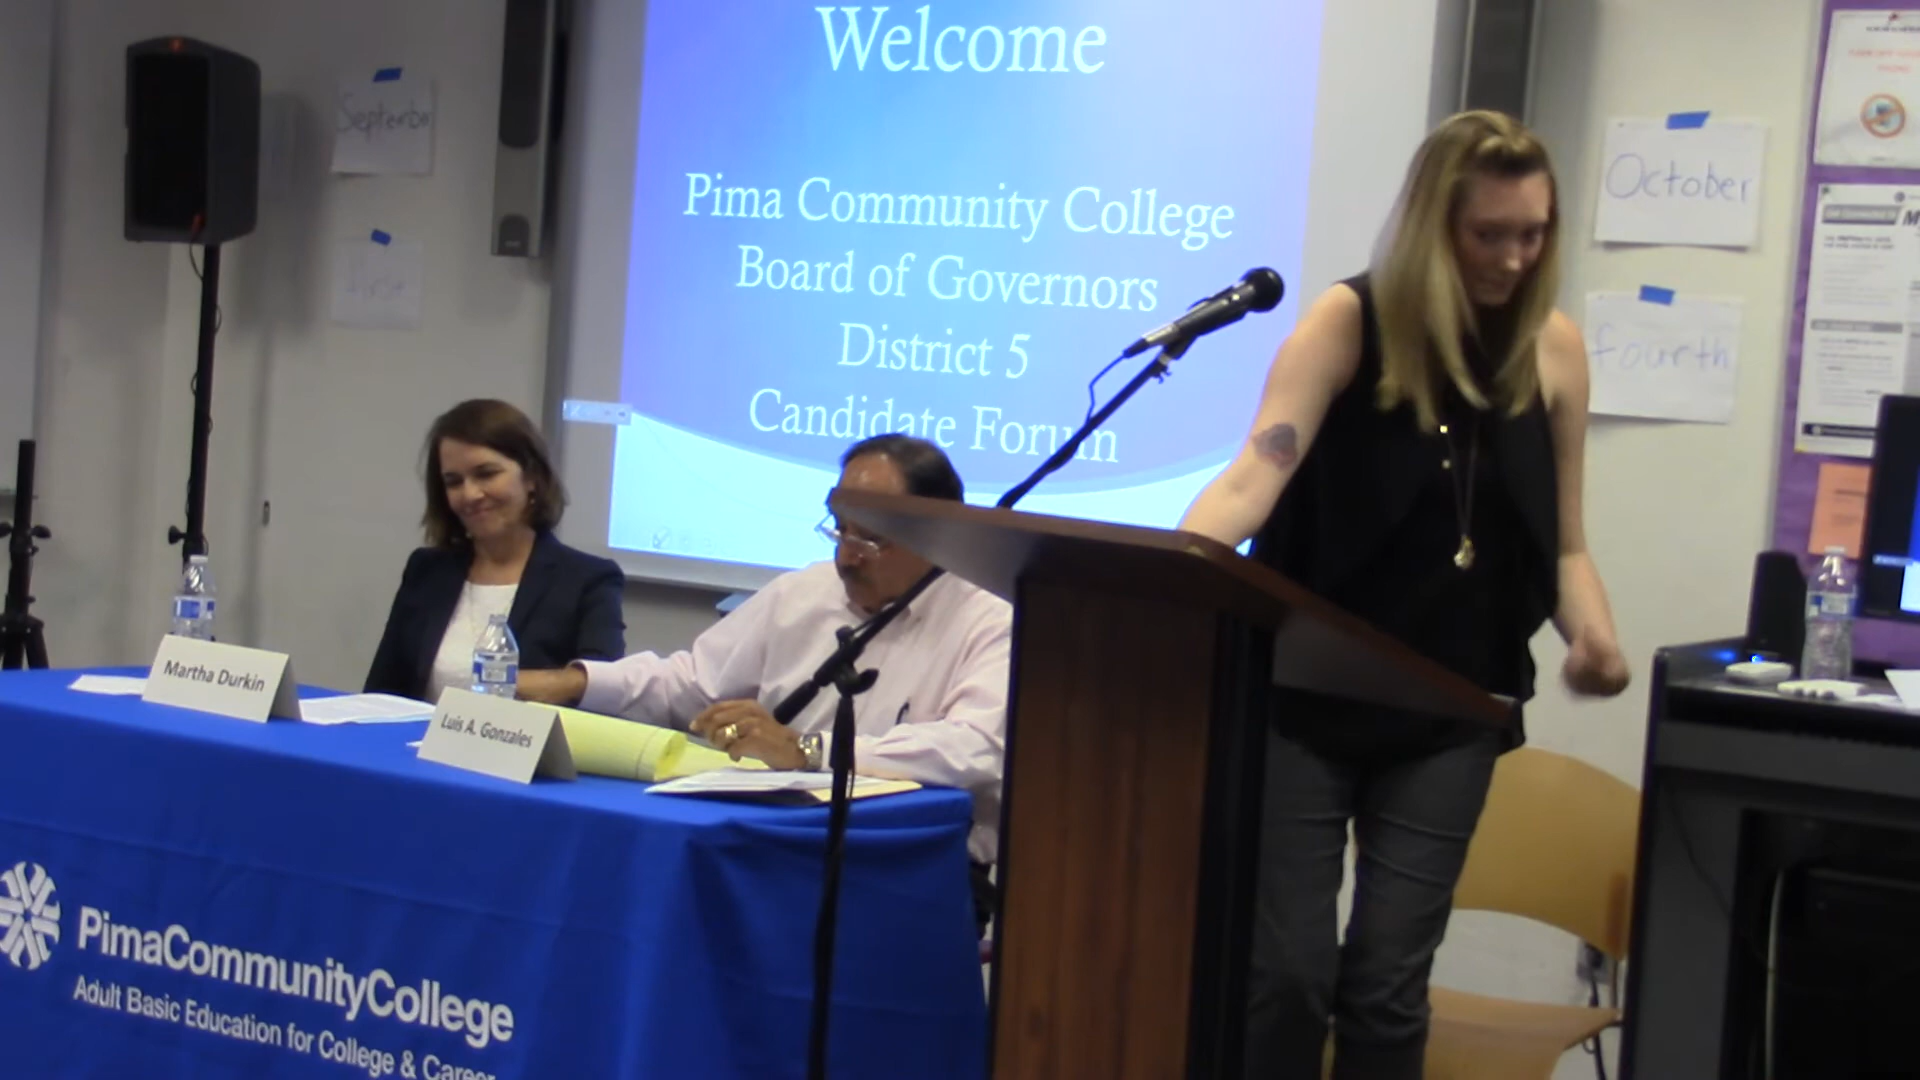 Welcome
Pima Community College
Board of Governors
District 5
Candidate Forum
September
first
October
fourth
Martha Durkin
Luis A. Gonzales
PimaCommunityCollege
Adult Basic Education for College & Career